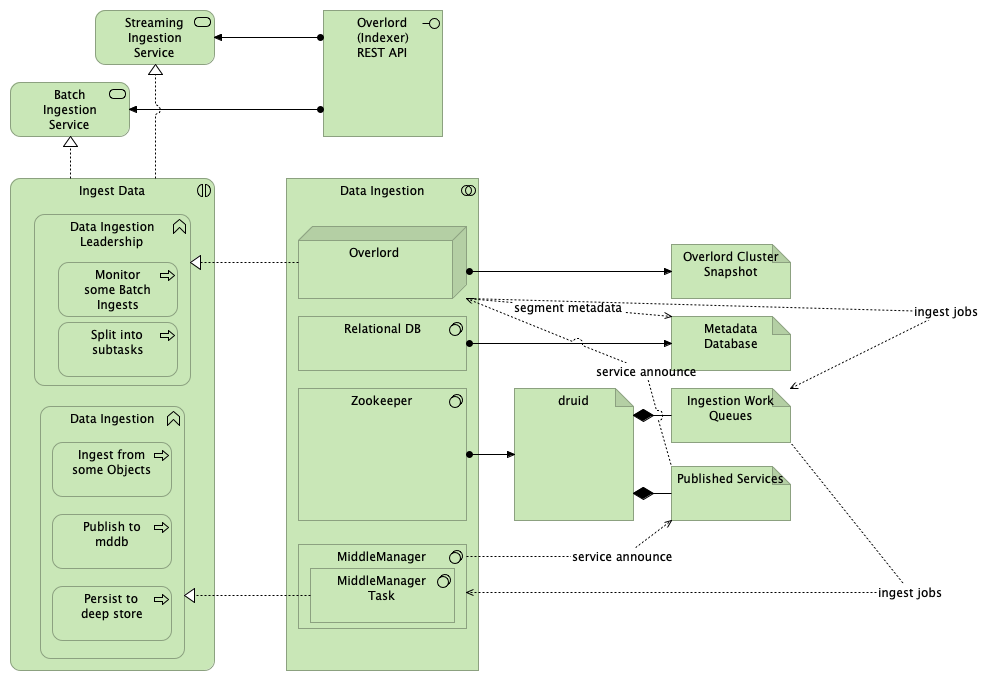 Streaming
Ingestion
Service
Overlord
(Indexer)
REST API
Batch
Ingestion
Service
Ingest Data
Data Ingestion
Leadership
Monitor
some Batch
Ingests
Split into
subtasks
Data Ingestion
Ingest from
some Objects
Publish to
mddb
Persist to
deep store
Data Ingestion
Overlord
Relational DB
Zookeeper
MiddleManager
MiddleManager
Task
druid
Overlord Cluster
Snapshot
segment metadata
ingest jobs
Metadata
Database
service announce
Ingestion Work
Queues
Published Services
service announce
ingest jobs